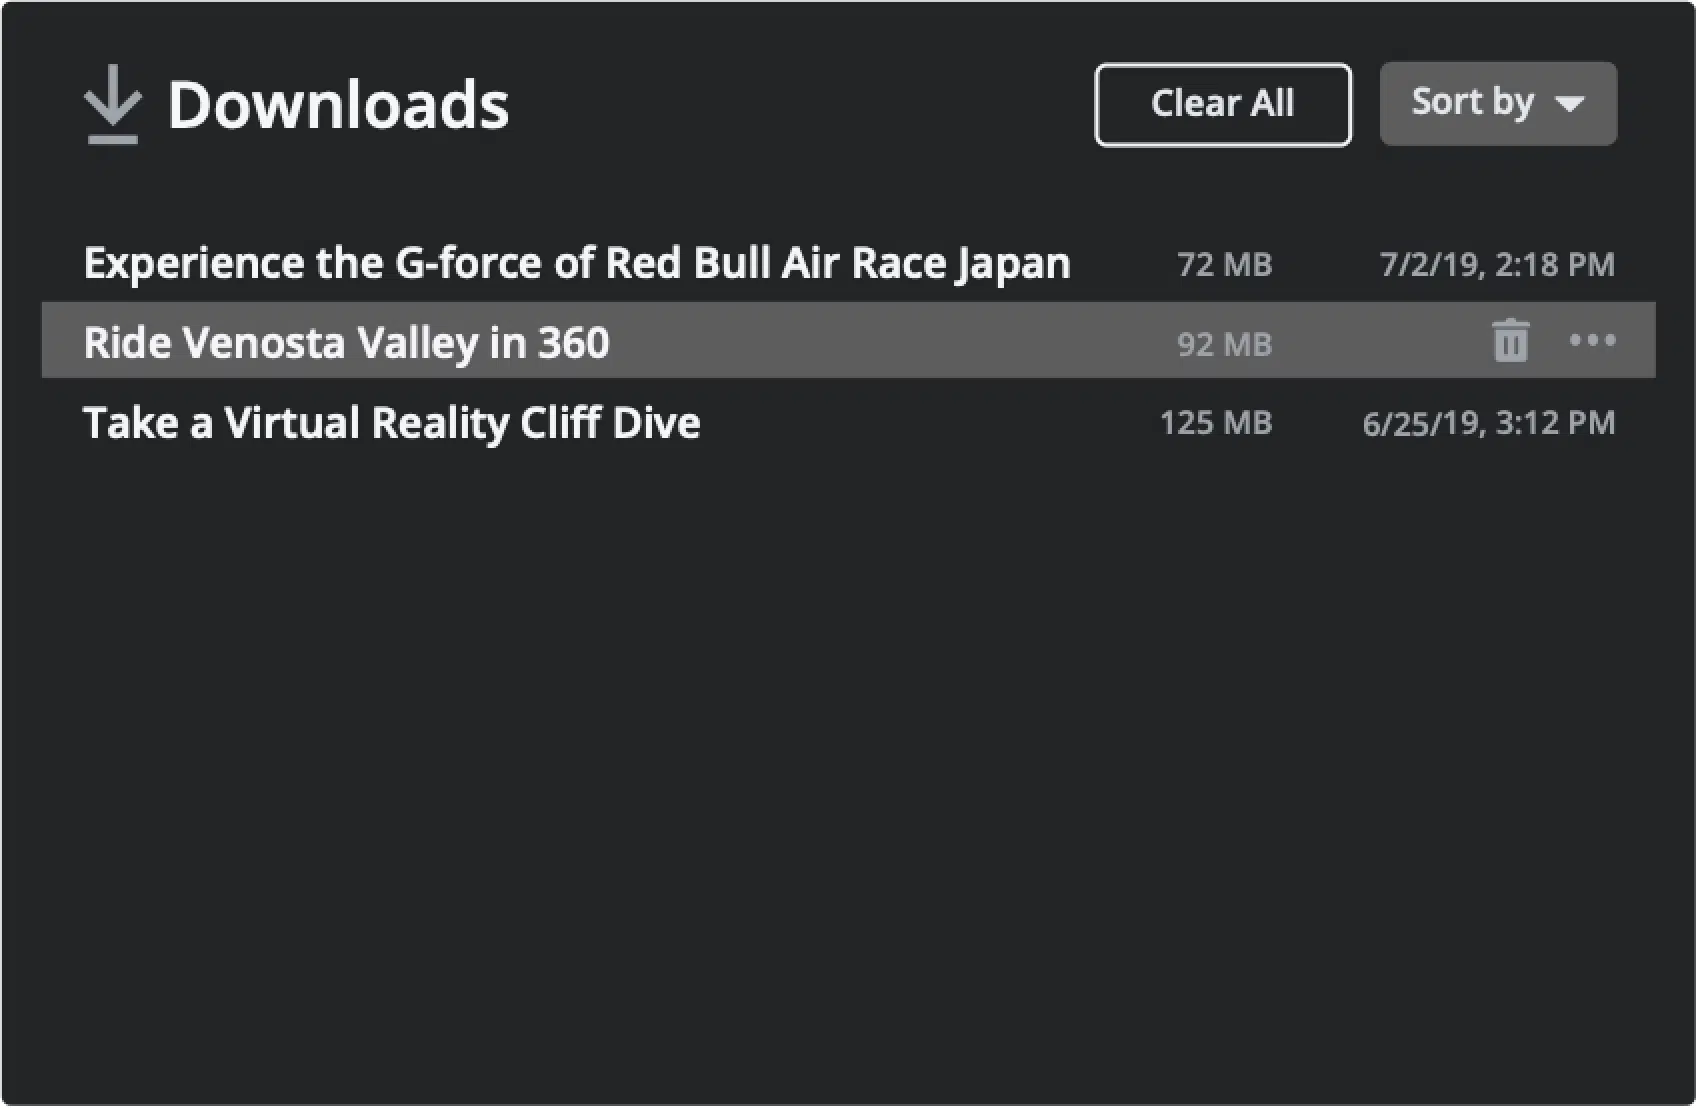 Downloads Clear All Sort by
Experience the G-force of Red Bull Air Race Japan 72 MB 7/2/19, 2:18 PM
Ride Venosta Valley in 360 92 MB
Take a Virtual Reality Cliff Dive 125 MB 6/25/19, 3:12 PM